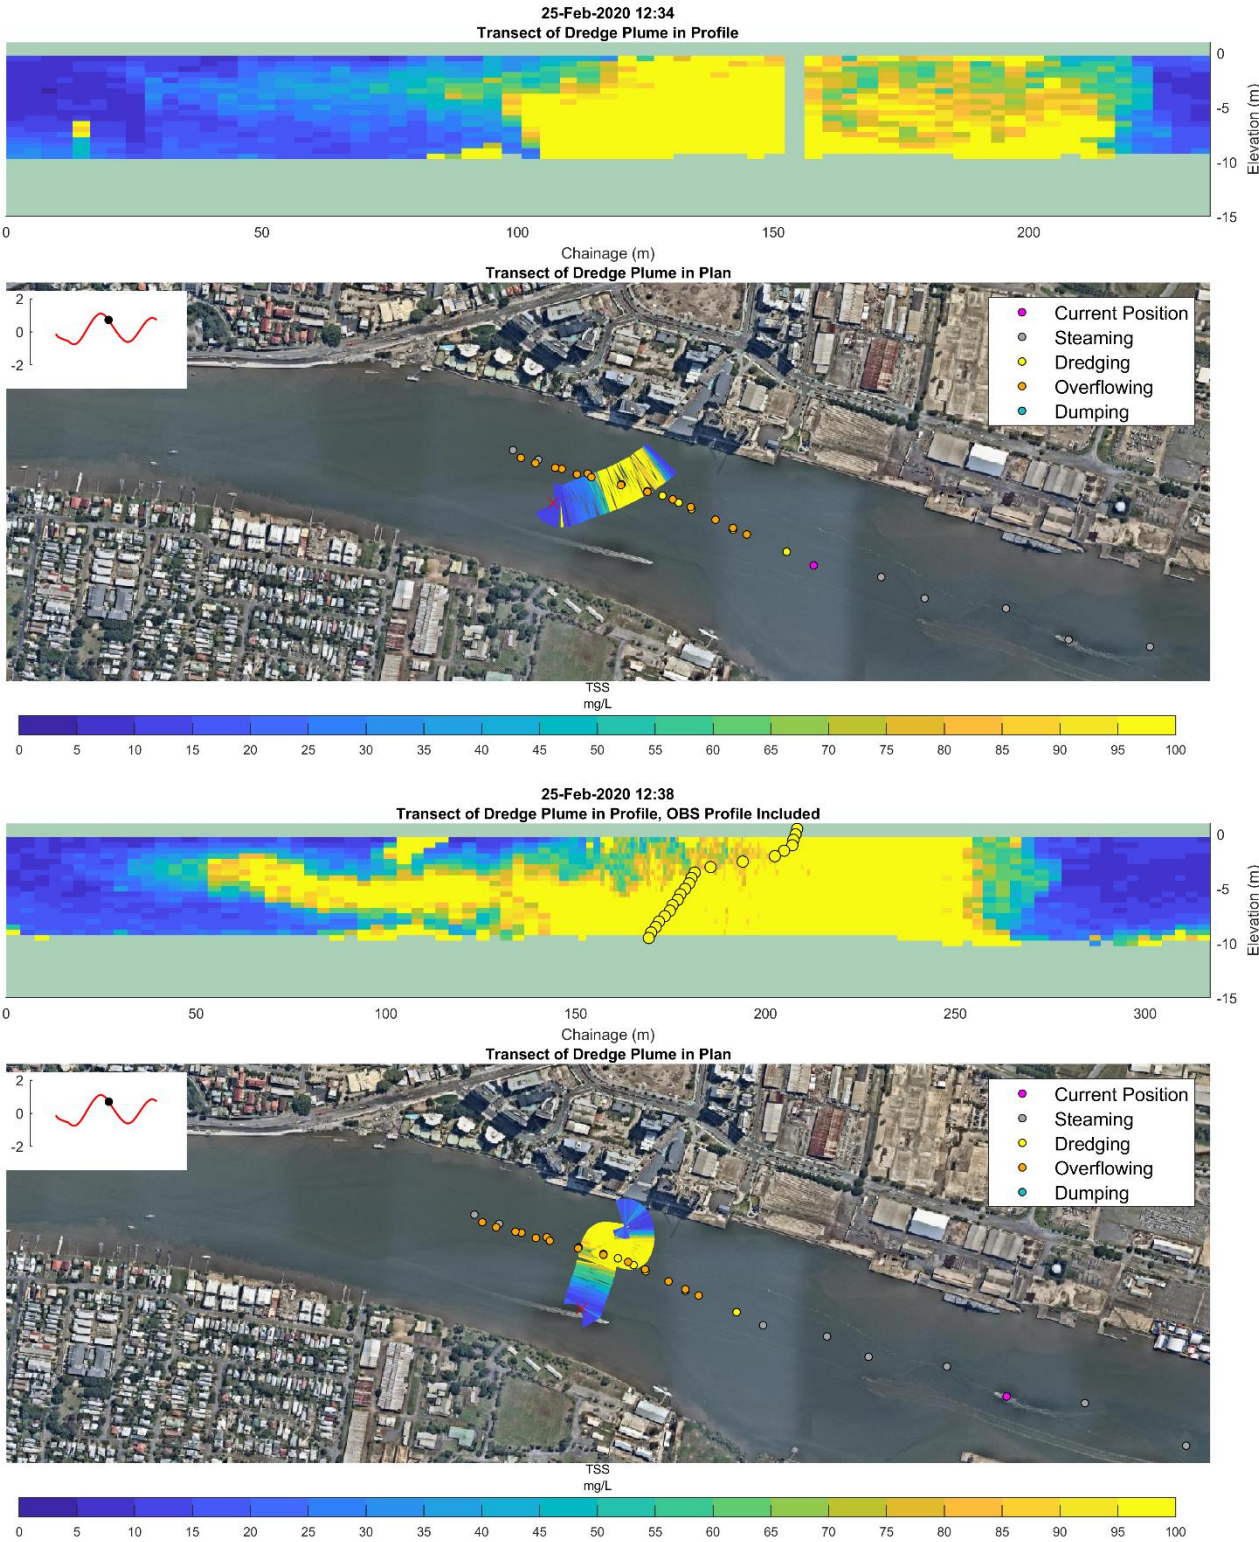 25-Feb-2020 12:34
Transect of Dredge Plume in Profile
0
-5
-10
-15
Elevation (m)
0 50 100 150 200
Chainage (m)
Transect of Dredge Plume in Plan
2
0
-2
Current Position
Steaming
Dredging
Overflowing
Dumping
TSS
mg/L
0 5 10 15 20 25 30 35 40 45 50 55 60 65 70 75 80 85 90 95 100
25-Feb-2020 12:38
Transect of Dredge Plume in Profile, OBS Profile Included
0
-5
-10
-15
Elevation (m)
0 50 100 150 200 250 300
Chainage (m)
Transect of Dredge Plume in Plan
2
0
-2
Current Position
Steaming
Dredging
Overflowing
Dumping
TSS
mg/L
0 5 10 15 20 25 30 35 40 45 50 55 60 65 70 75 80 85 90 95 100